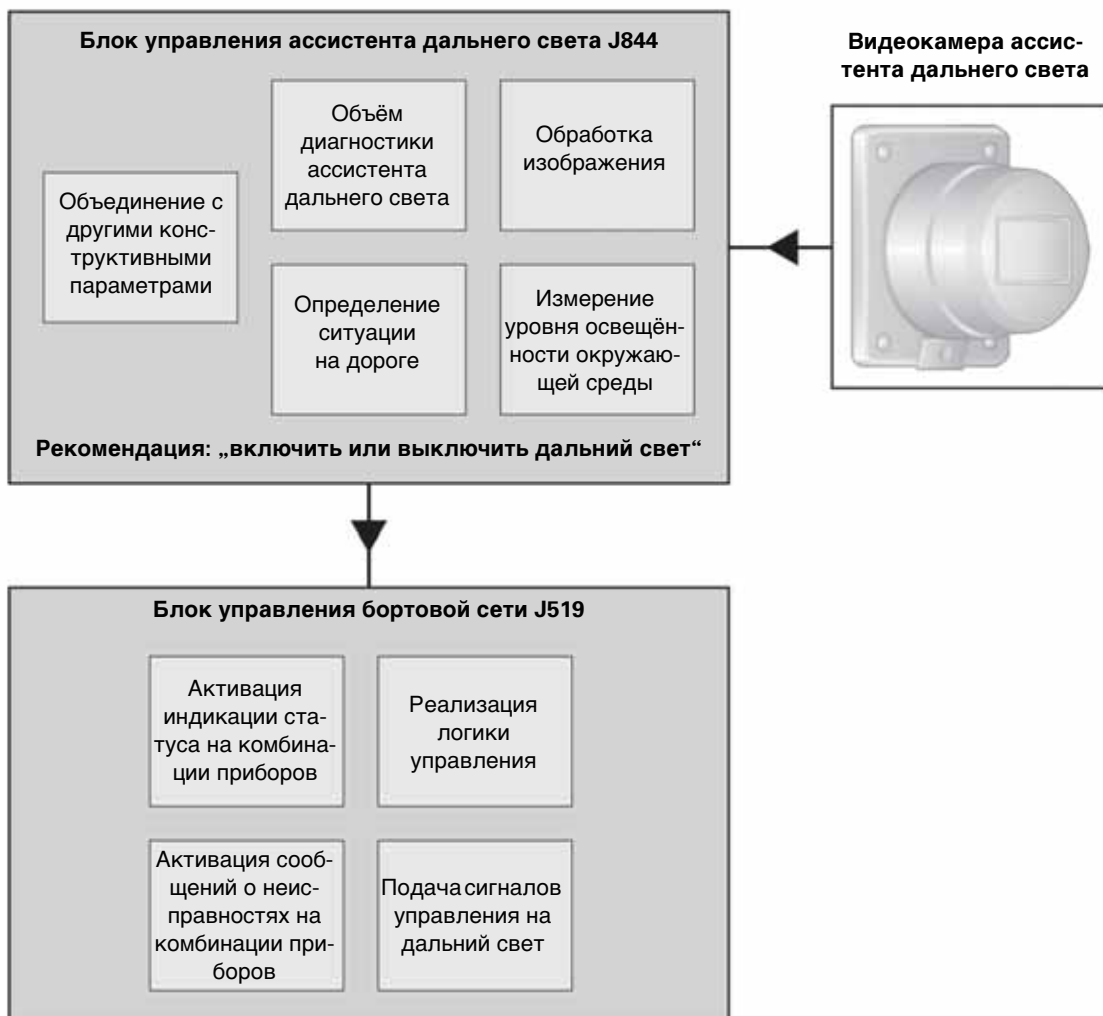 Блок управления ассистента дальнего света J844
Видеокамера ассис-
тента дальнего света
Объединение с
другими конс-
труктивными
параметрами
Объём
диагностики
ассистента
дальнего света
Обработка
изображения
Определение
ситуации
на дороге
Измерение
уровня освещён-
ности окружаю-
щей среды
Рекомендация: „включить или выключить дальний свет“
Блок управления бортовой сети J519
Активация
индикации ста-
туса на комбина-
ции приборов
Реализация
логики
управления
Активация сооб-
щений о неис-
правностях на
комбинации при-
боров
Подача сигналов
управления на
дальний свет